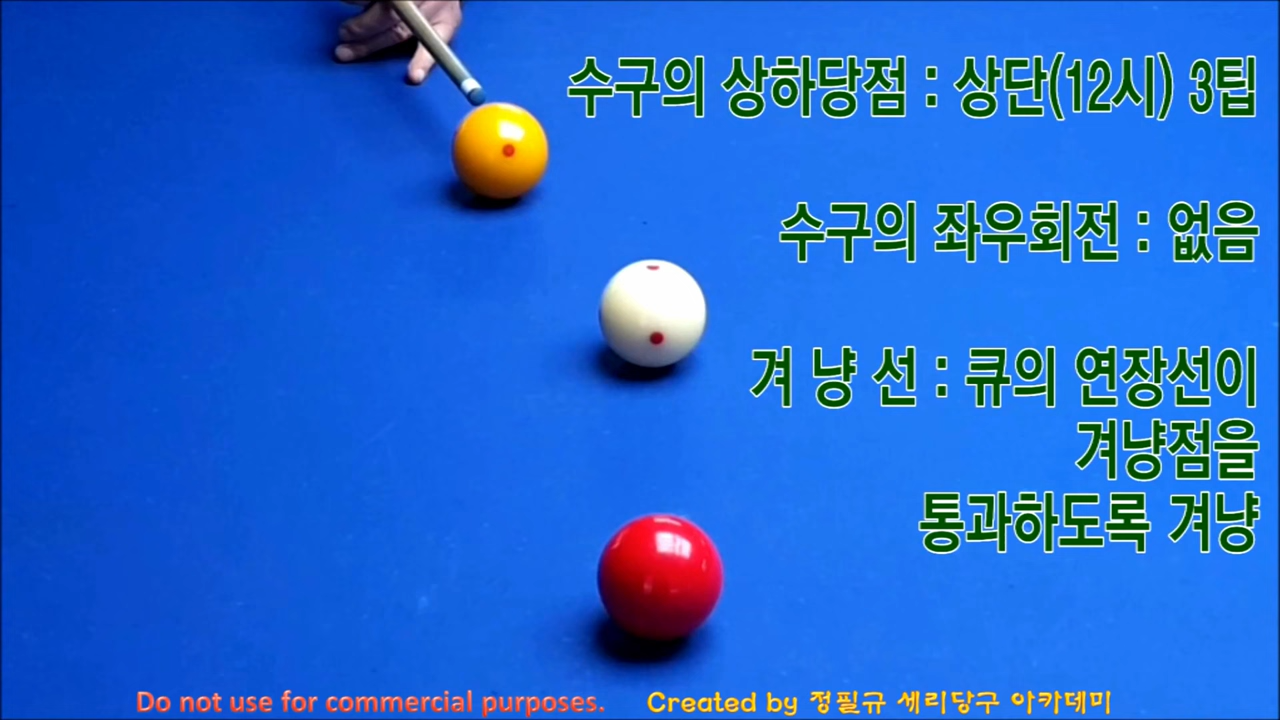 수구의 상하당점 : 상단(12시) 3팁
수구의 좌우회전 : 없음
겨 냥 선 : 큐의 연장선이
겨냥점을
통과하도록 겨냥
Do not use for commercial purposes. Created by 정필규 세리당구 아카데미